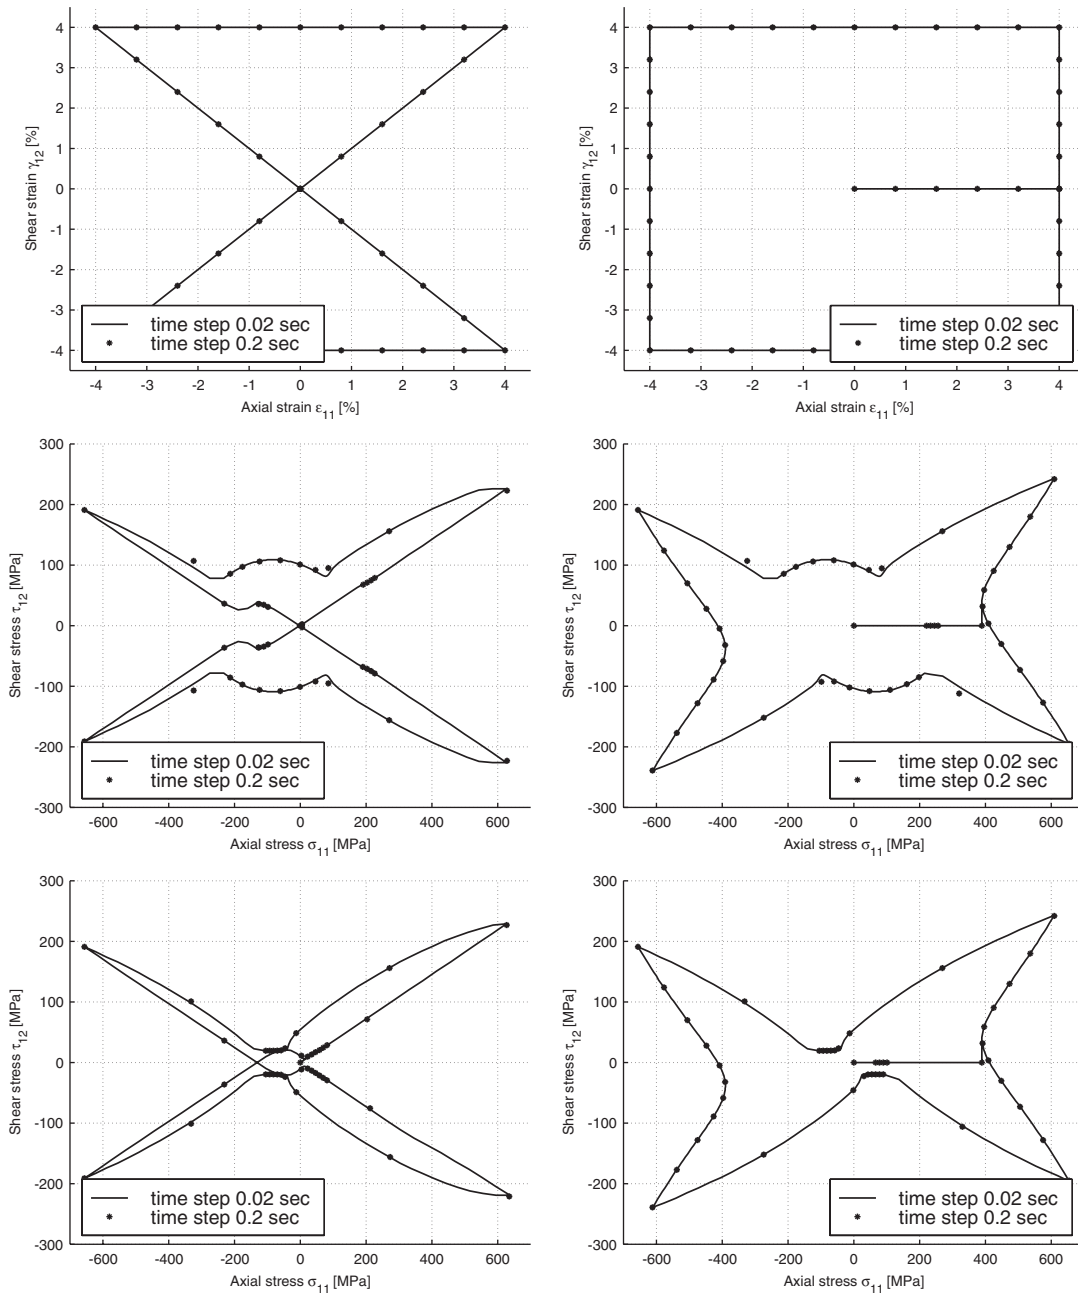 4
3
2
1
0
-1
-2
-3
-4
Shear strain γ12 [%]
time step 0.02 sec
time step 0.2 sec
-4 -3 -2 -1 0 1 2 3 4
Axial strain ε11 [%]
4
3
2
1
0
-1
-2
-3
-4
Shear strain γ12 [%]
time step 0.02 sec
time step 0.2 sec
-4 -3 -2 -1 0 1 2 3 4
Axial strain ε11 [%]
300
200
100
0
-100
-200
-300
Shear stress τ12 [MPa]
time step 0.02 sec
time step 0.2 sec
-600 -400 -200 0 200 400 600
Axial stress σ11 [MPa]
300
200
100
0
-100
-200
-300
Shear stress τ12 [MPa]
time step 0.02 sec
time step 0.2 sec
-600 -400 -200 0 200 400 600
Axial stress σ11 [MPa]
300
200
100
0
-100
-200
-300
Shear stress τ12 [MPa]
time step 0.02 sec
time step 0.2 sec
-600 -400 -200 0 200 400 600
Axial stress σ11 [MPa]
300
200
100
0
-100
-200
-300
Shear stress τ12 [MPa]
time step 0.02 sec
time step 0.2 sec
-600 -400 -200 0 200 400 600
Axial stress σ11 [MPa]